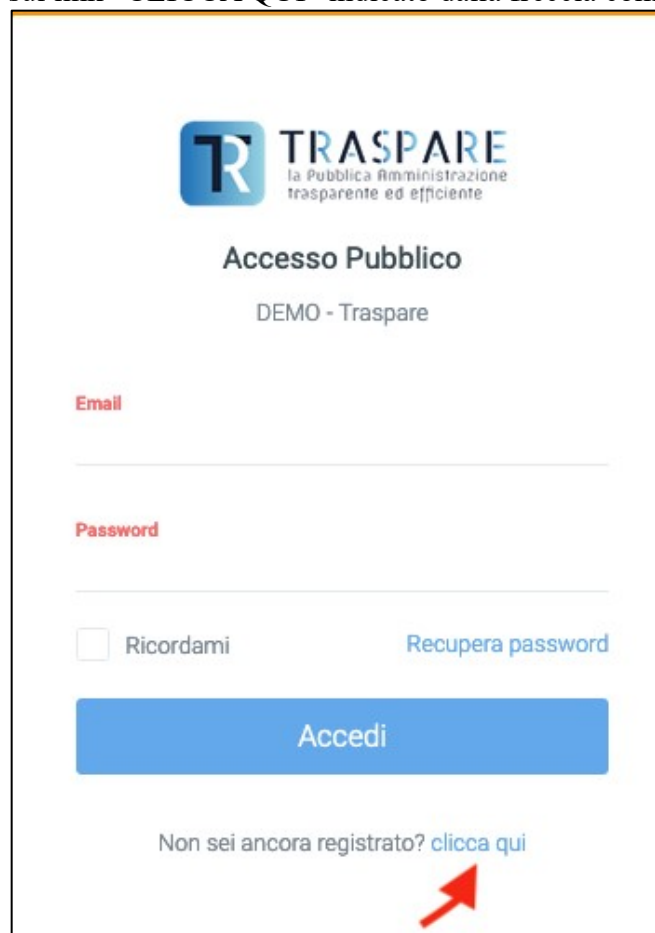 TRASPARE
la Pubblica Amministrazione
trasparente ed efficiente
Accesso Pubblico
DEMO - Traspare
Email
Password
Ricordami
Recupera password
Accedi
Non sei ancora registrato? clicca qui